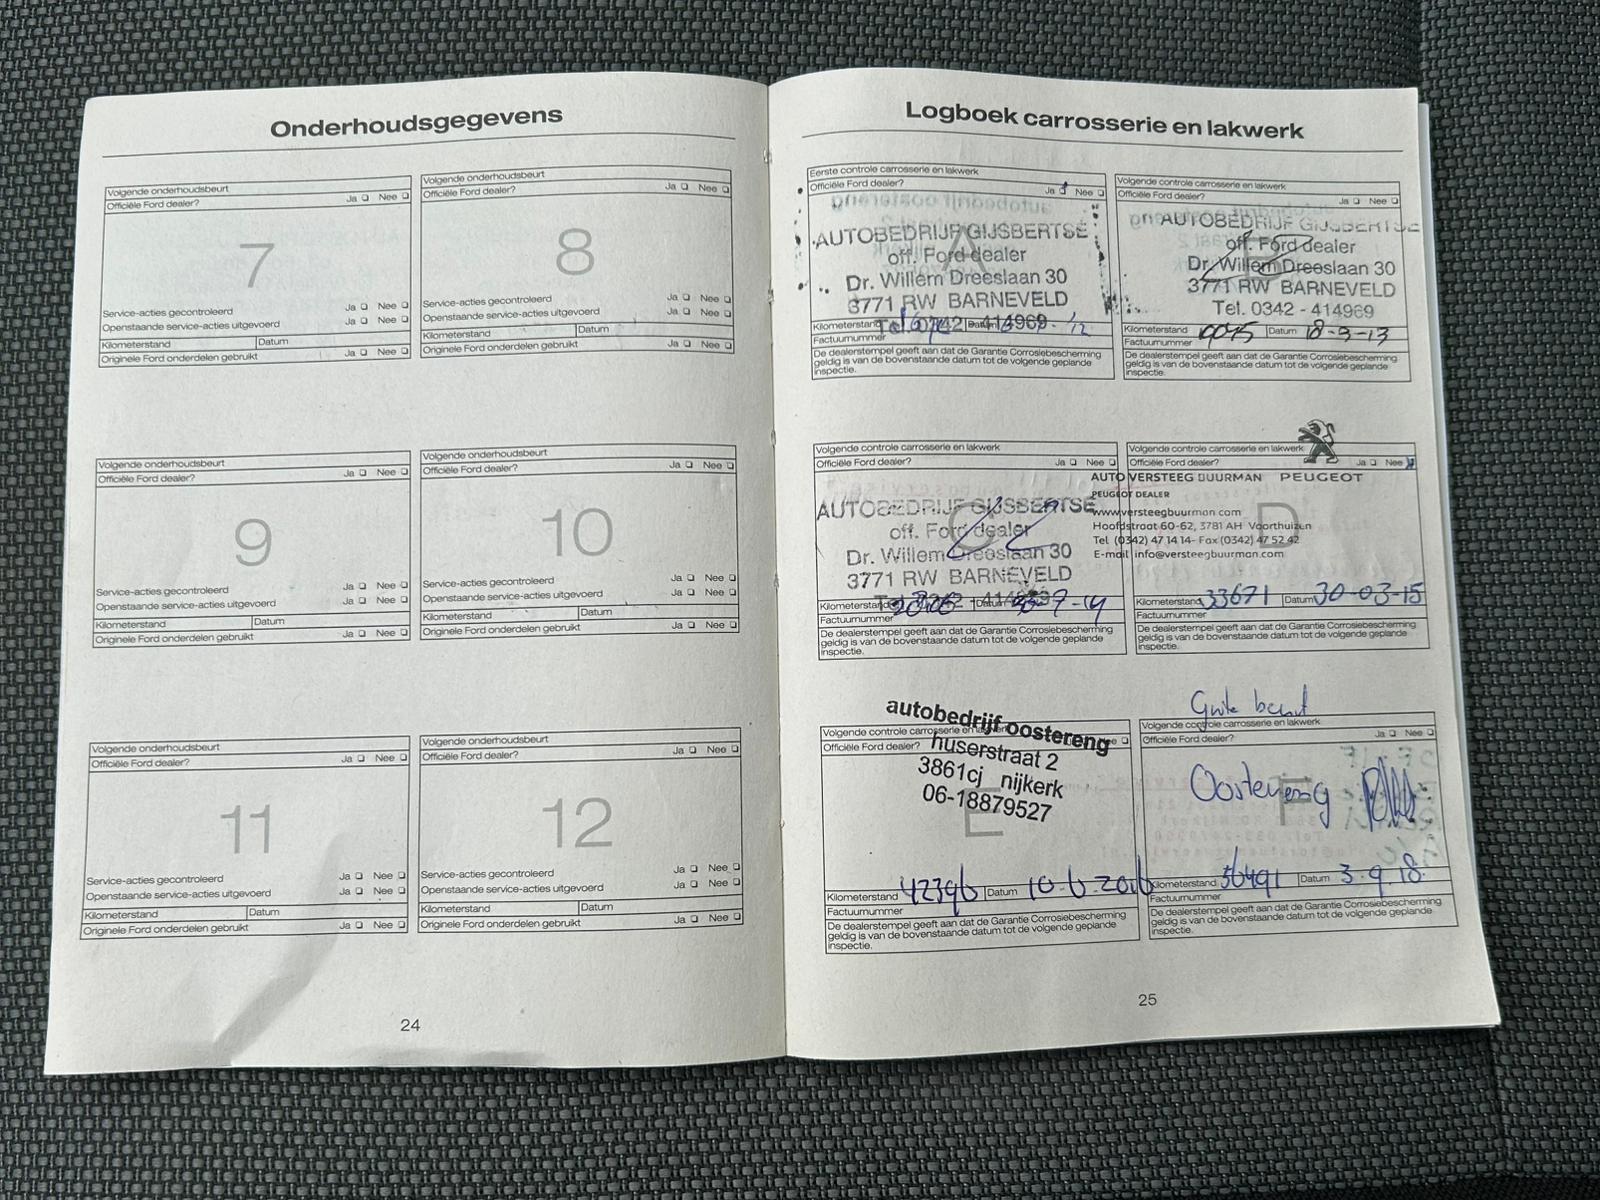 Onderhoudsgegevens
Volgende onderhoudsbeurt
Officiële Ford dealer? Ja Nee
7
Service-acties gecontroleerd Ja Nee
Openstaande service-acties uitgevoerd Ja Nee
Kilometerstand Datum
Originele Ford onderdelen gebruikt Ja Nee
Volgende onderhoudsbeurt
Officiële Ford dealer? Ja Nee
8
Service-acties gecontroleerd Ja Nee
Openstaande service-acties uitgevoerd Ja Nee
Kilometerstand Datum
Originele Ford onderdelen gebruikt Ja Nee
Volgende onderhoudsbeurt
Officiële Ford dealer? Ja Nee
9
Service-acties gecontroleerd Ja Nee
Openstaande service-acties uitgevoerd Ja Nee
Kilometerstand Datum
Originele Ford onderdelen gebruikt Ja Nee
Volgende onderhoudsbeurt
Officiële Ford dealer? Ja Nee
10
Service-acties gecontroleerd Ja Nee
Openstaande service-acties uitgevoerd Ja Nee
Kilometerstand Datum
Originele Ford onderdelen gebruikt Ja Nee
Volgende onderhoudsbeurt
Officiële Ford dealer? Ja Nee
11
Service-acties gecontroleerd Ja Nee
Openstaande service-acties uitgevoerd Ja Nee
Kilometerstand Datum
Originele Ford onderdelen gebruikt Ja Nee
Volgende onderhoudsbeurt
Officiële Ford dealer? Ja Nee
12
Service-acties gecontroleerd Ja Nee
Openstaande service-acties uitgevoerd Ja Nee
Kilometerstand Datum
Originele Ford onderdelen gebruikt Ja Nee
24
Logboek carrosserie en lakwerk
Eerste controle carrosserie en lakwerk
Officiële Ford dealer? Ja Nee
A
AUTOBEDRIJF GIJSBERTSE
off. Ford dealer
Dr. Willem Dreeslaan 30
3771 RW BARNEVELD
Tel. 0342 - 414969
Kilometerstand Datum
Factuurnummer
De dealerstempel geeft aan dat de Garantie Corrosiebescherming
geldig is van de bovenstaande datum tot de volgende geplande
inspectie.
Volgende controle carrosserie en lakwerk
Officiële Ford dealer? Ja Nee
B
AUTOBEDRIJF GIJSBERTSE
off. Ford dealer
Dr. Willem Dreeslaan 30
3771 RW BARNEVELD
Tel. 0342 - 414969
Kilometerstand Datum 18-3-13
Factuurnummer
De dealerstempel geeft aan dat de Garantie Corrosiebescherming
geldig is van de bovenstaande datum tot de volgende geplande
inspectie.
Volgende controle carrosserie en lakwerk
Officiële Ford dealer? Ja Nee
C
AUTOBEDRIJF GIJSBERTSE
off. Ford dealer
Dr. Willem Dreeslaan 30
3771 RW BARNEVELD
Tel. 0342 - 414969
Kilometerstand Datum
Factuurnummer
De dealerstempel geeft aan dat de Garantie Corrosiebescherming
geldig is van de bovenstaande datum tot de volgende geplande
inspectie.
Volgende controle carrosserie en lakwerk
Officiële Ford dealer? Ja Nee
D
AUTO VERSTEEG BUURMAN PEUGEOT
PEUGEOT DEALER
www.versteegbuurman.com
Hoofdstraat 60-62, 3781 AH Voorthuizen
Tel (0342) 47 14 14- Fax (0342) 47 52 42
E-mail info@versteegbuurman.com
Kilometerstand 33671 Datum 30-03-15
Factuurnummer
De dealerstempel geeft aan dat de Garantie Corrosiebescherming
geldig is van de bovenstaande datum tot de volgende geplande
inspectie.
Volgende controle carrosserie en lakwerk
Officiële Ford dealer?
E
autobedrijf oostereng
huserstraat 2
3861cj nijkerk
06-18879527
Kilometerstand 42396 Datum 10-6-2016
Factuurnummer
De dealerstempel geeft aan dat de Garantie Corrosiebescherming
geldig is van de bovenstaande datum tot de volgende geplande
inspectie.
Grote beurt
Volgende controle carrosserie en lakwerk
Officiële Ford dealer? Ja Nee
F
Oostereng
Kilometerstand 56491 Datum 3-9-18
Factuurnummer
De dealerstempel geeft aan dat de Garantie Corrosiebescherming
geldig is van de bovenstaande datum tot de volgende geplande
inspectie.
25